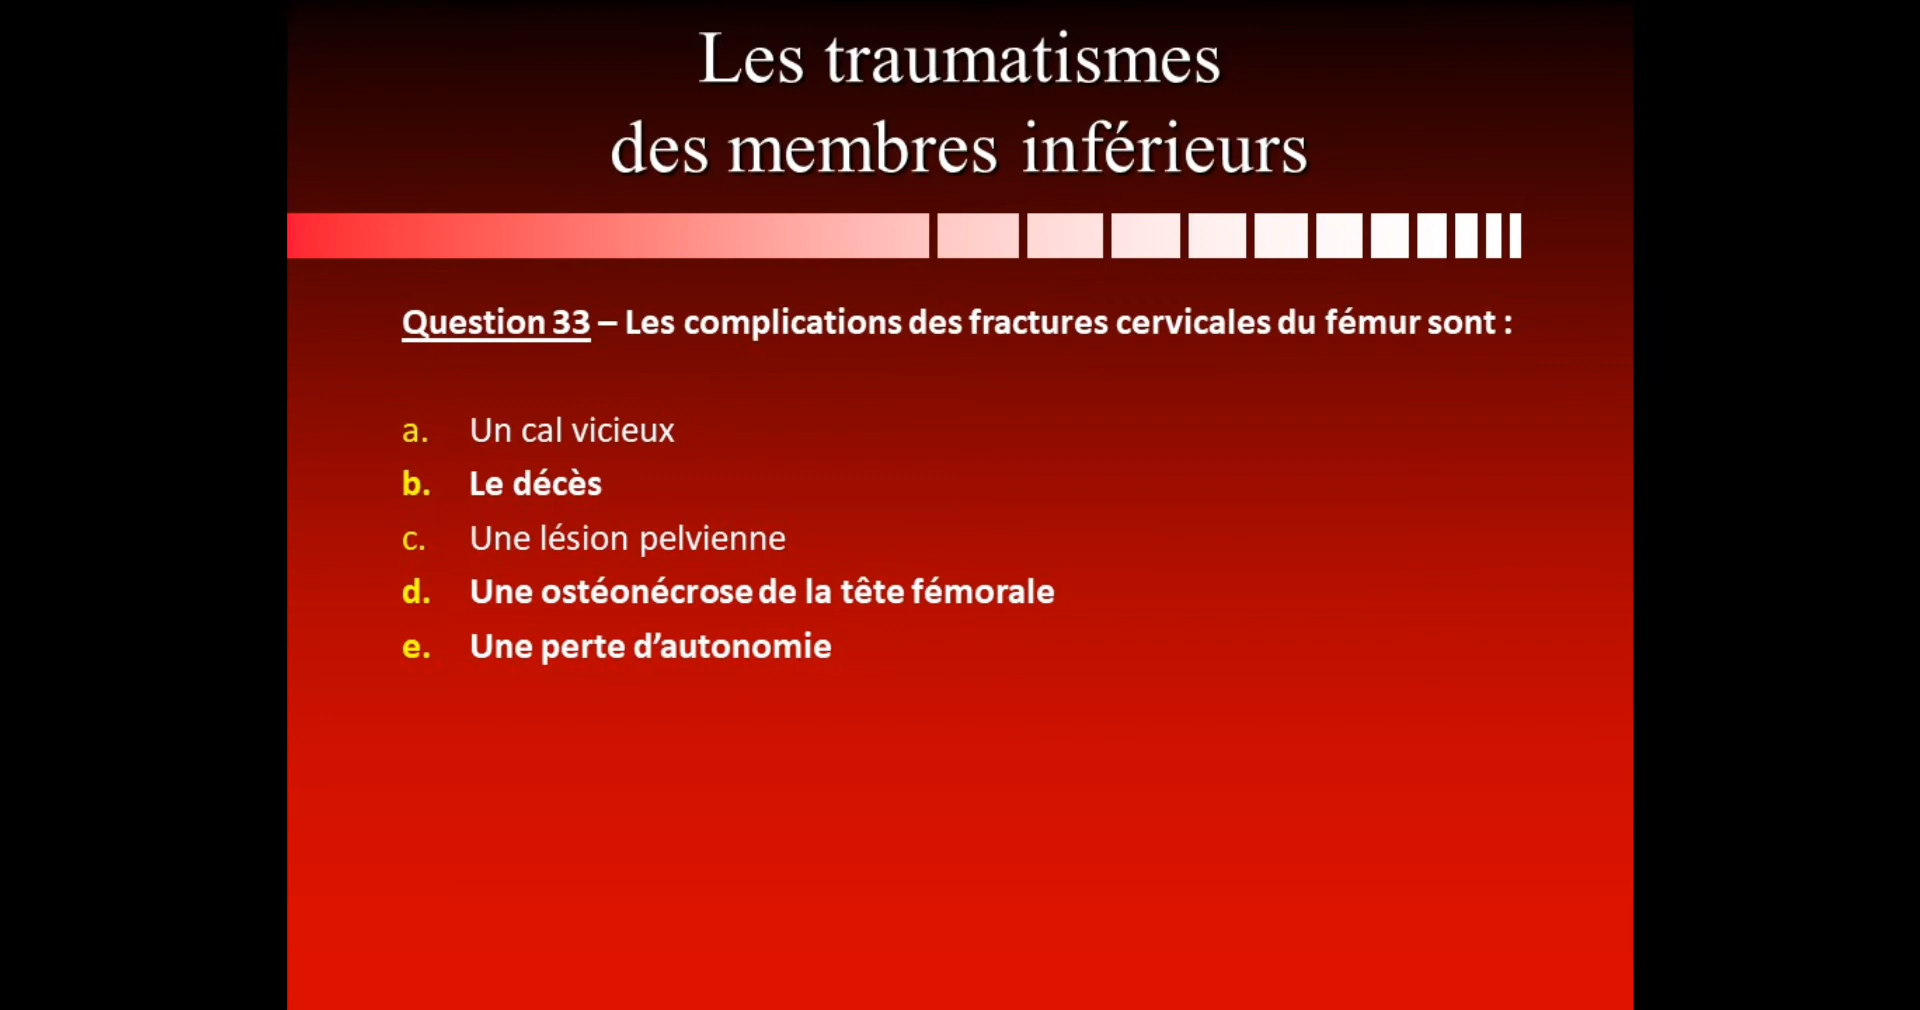 Les traumatismes
des membres inférieurs
Question 33 – Les complications des fractures cervicales du fémur sont :
a. Un cal vicieux
b. Le décès
c. Une lésion pelvienne
d. Une ostéonécrose de la tête fémorale
e. Une perte d’autonomie